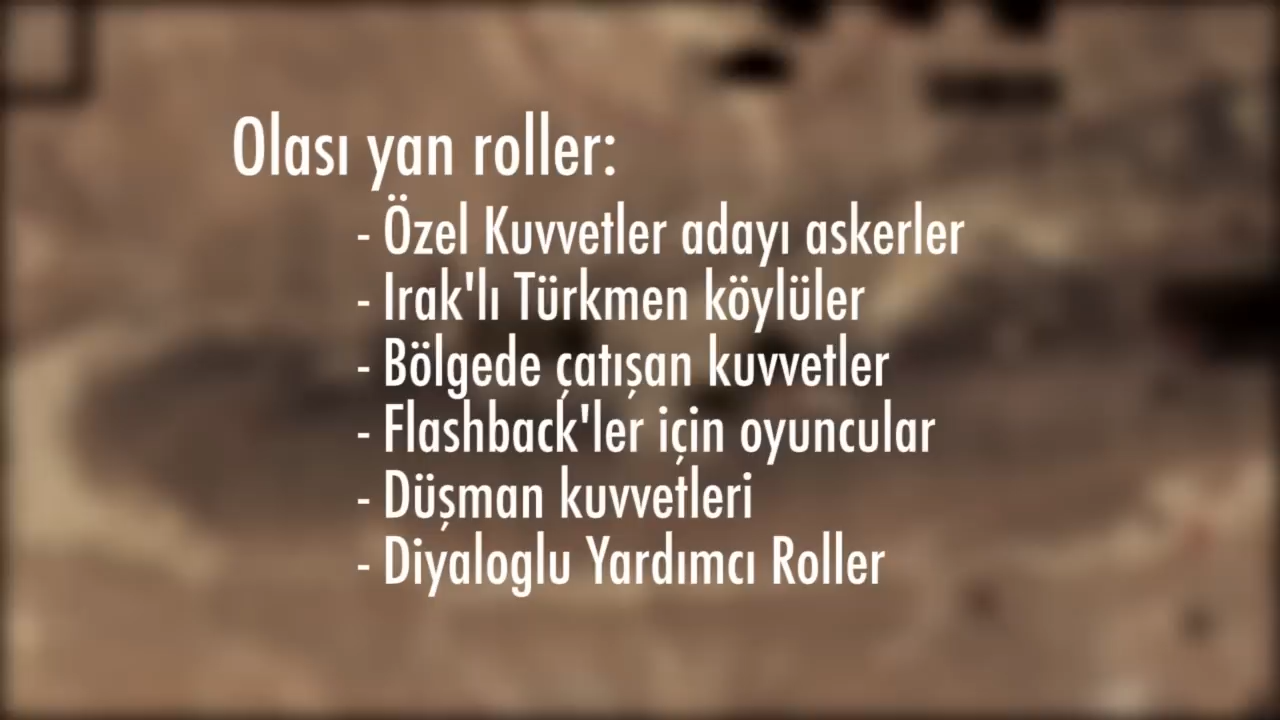 Olası yan roller:
- Özel Kuvvetler adayı askerler
- Irak'lı Türkmen köylüler
- Bölgede çatışan kuvvetler
- Flashback'ler için oyuncular
- Düşman kuvvetleri
- Diyaloglu Yardımcı Roller